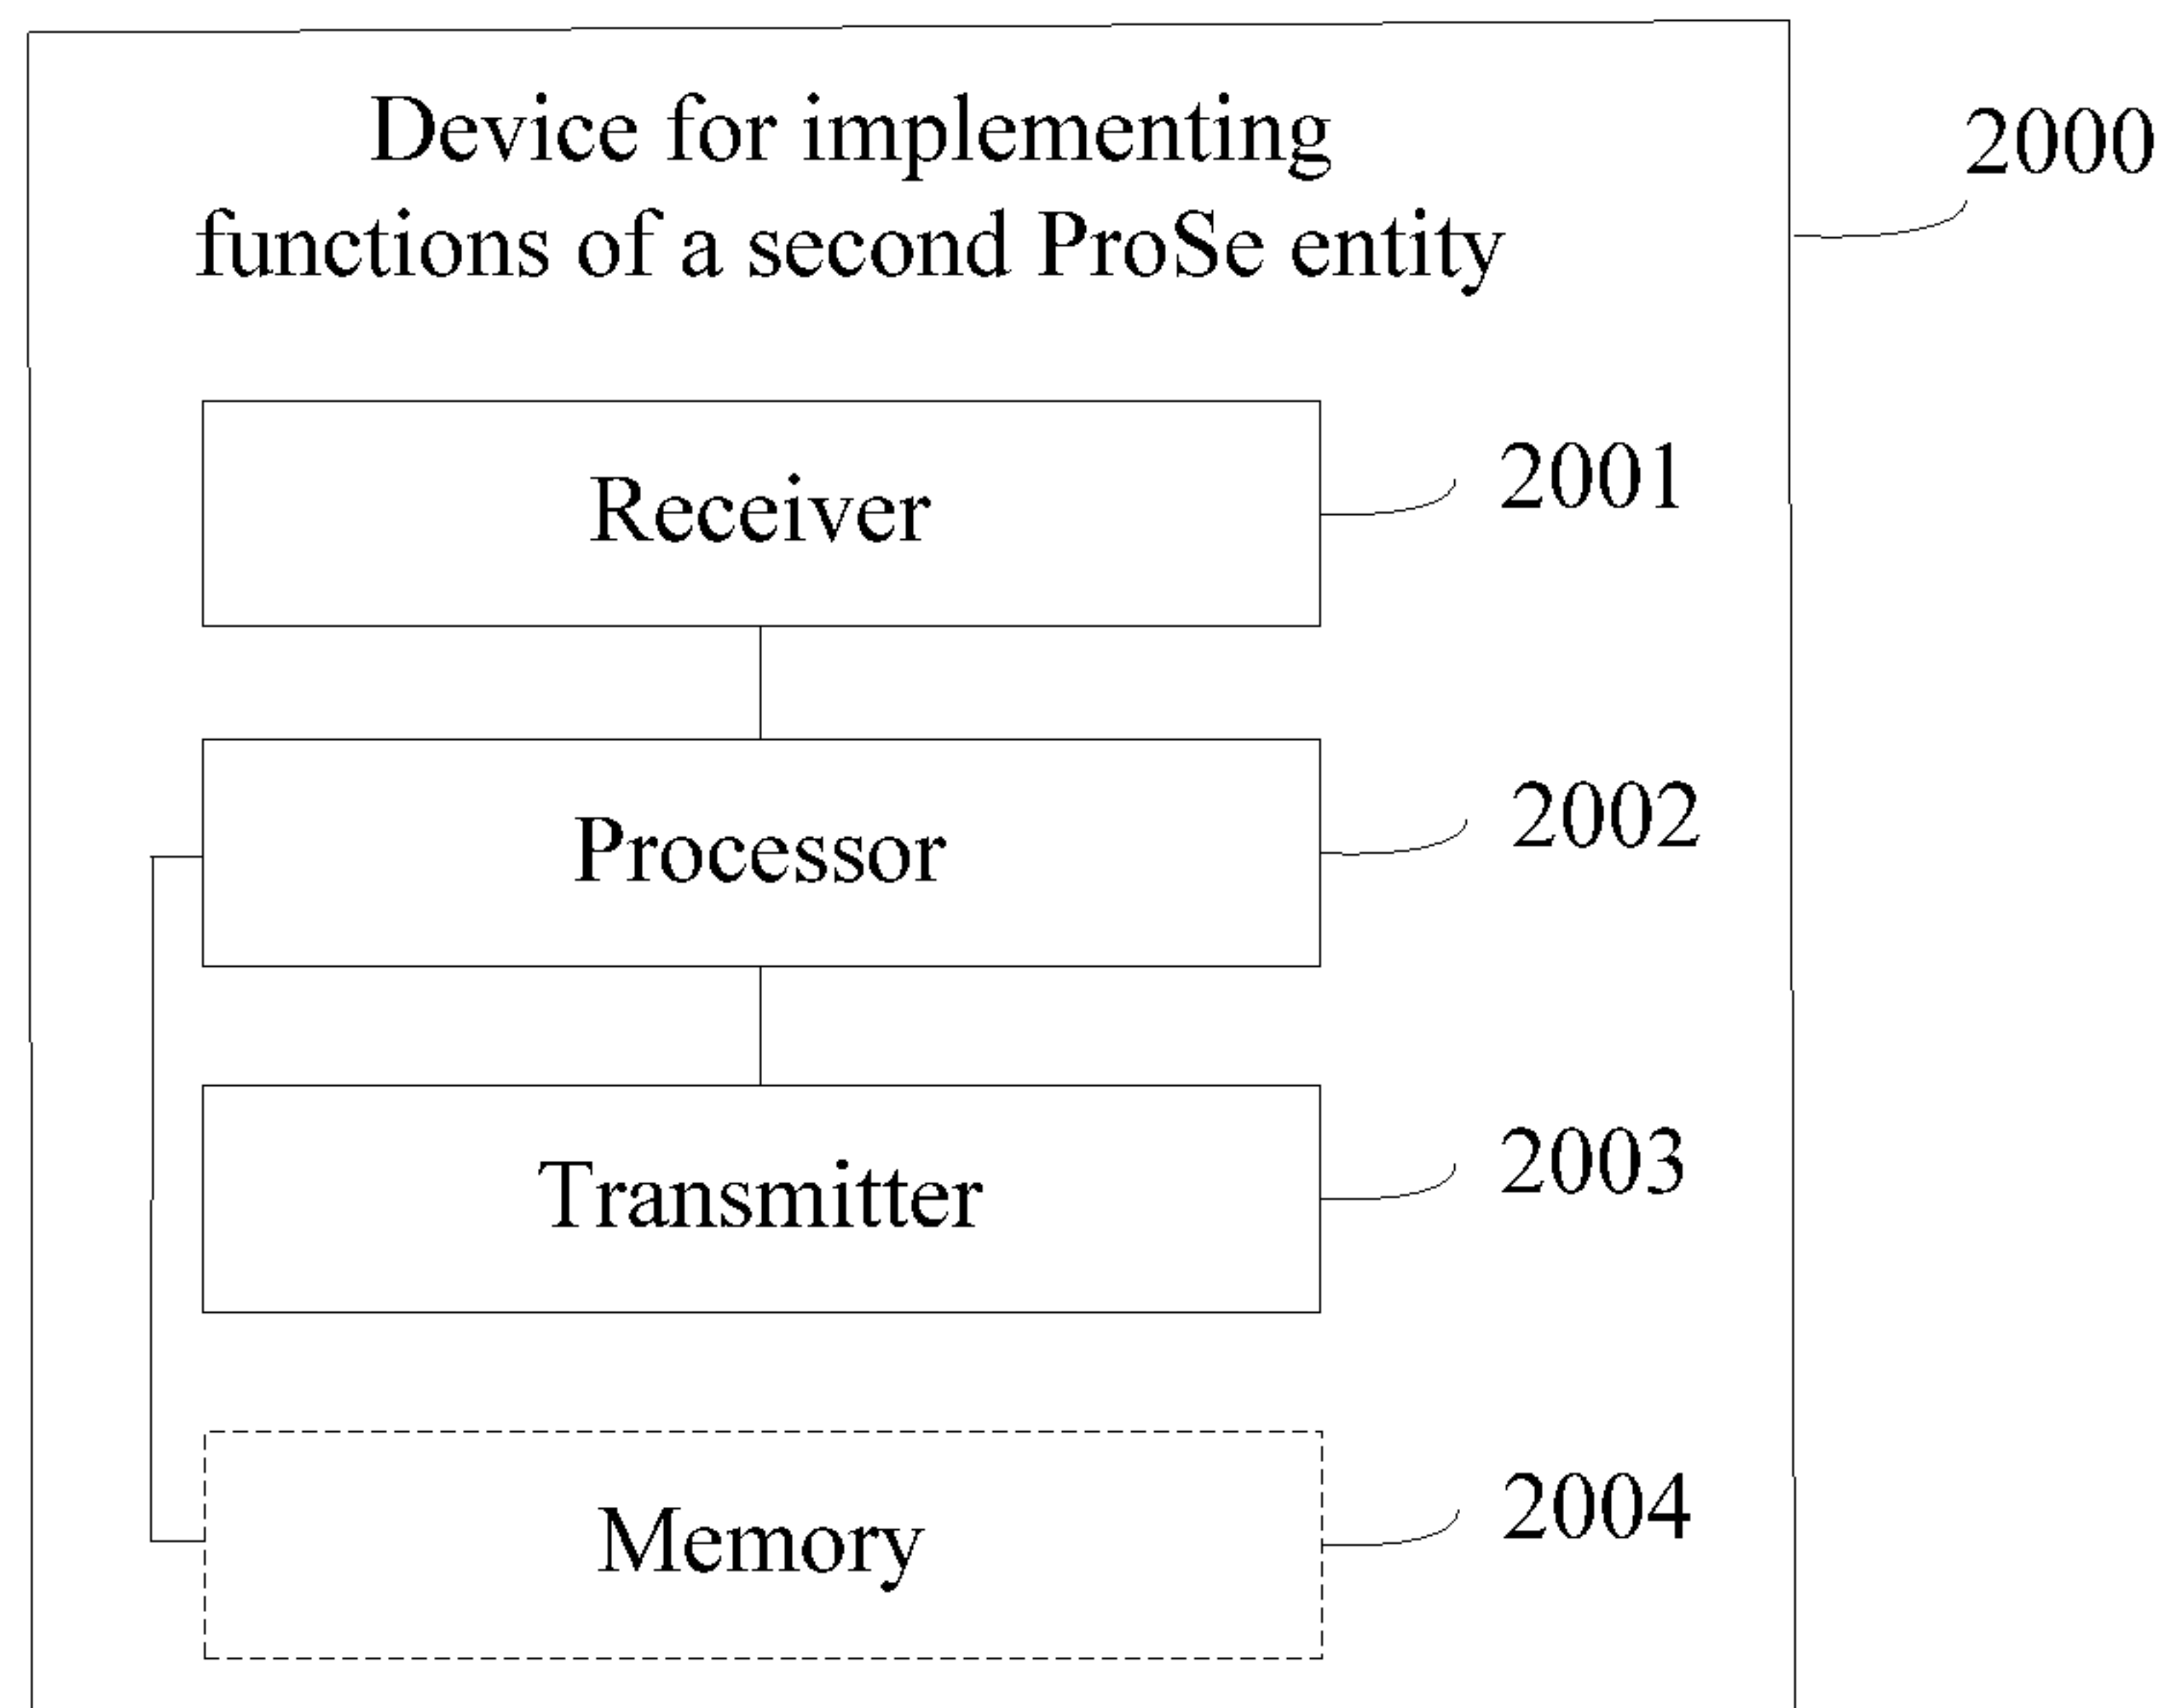 Device for implementing
functions of a second ProSe entity
2000
Receiver
2001
Processor
2002
Transmitter
2003
Memory
2004